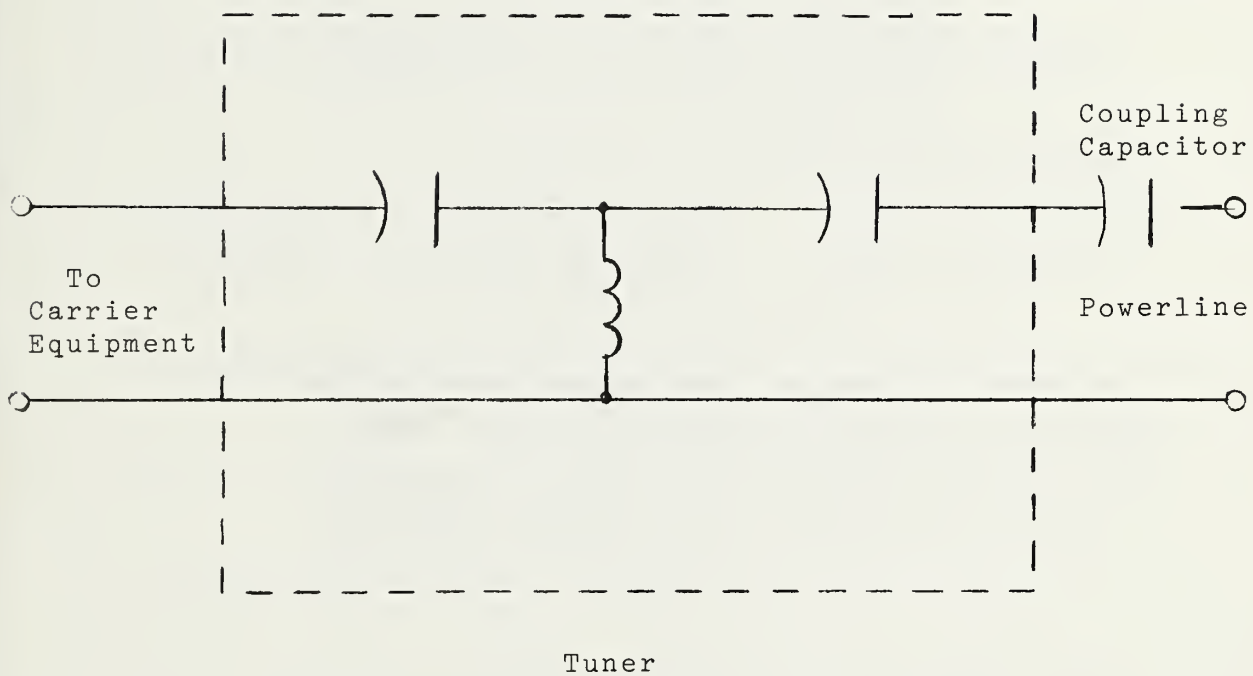 Coupling
Capacitor
To
Carrier
Equipment
Powerline
Tuner